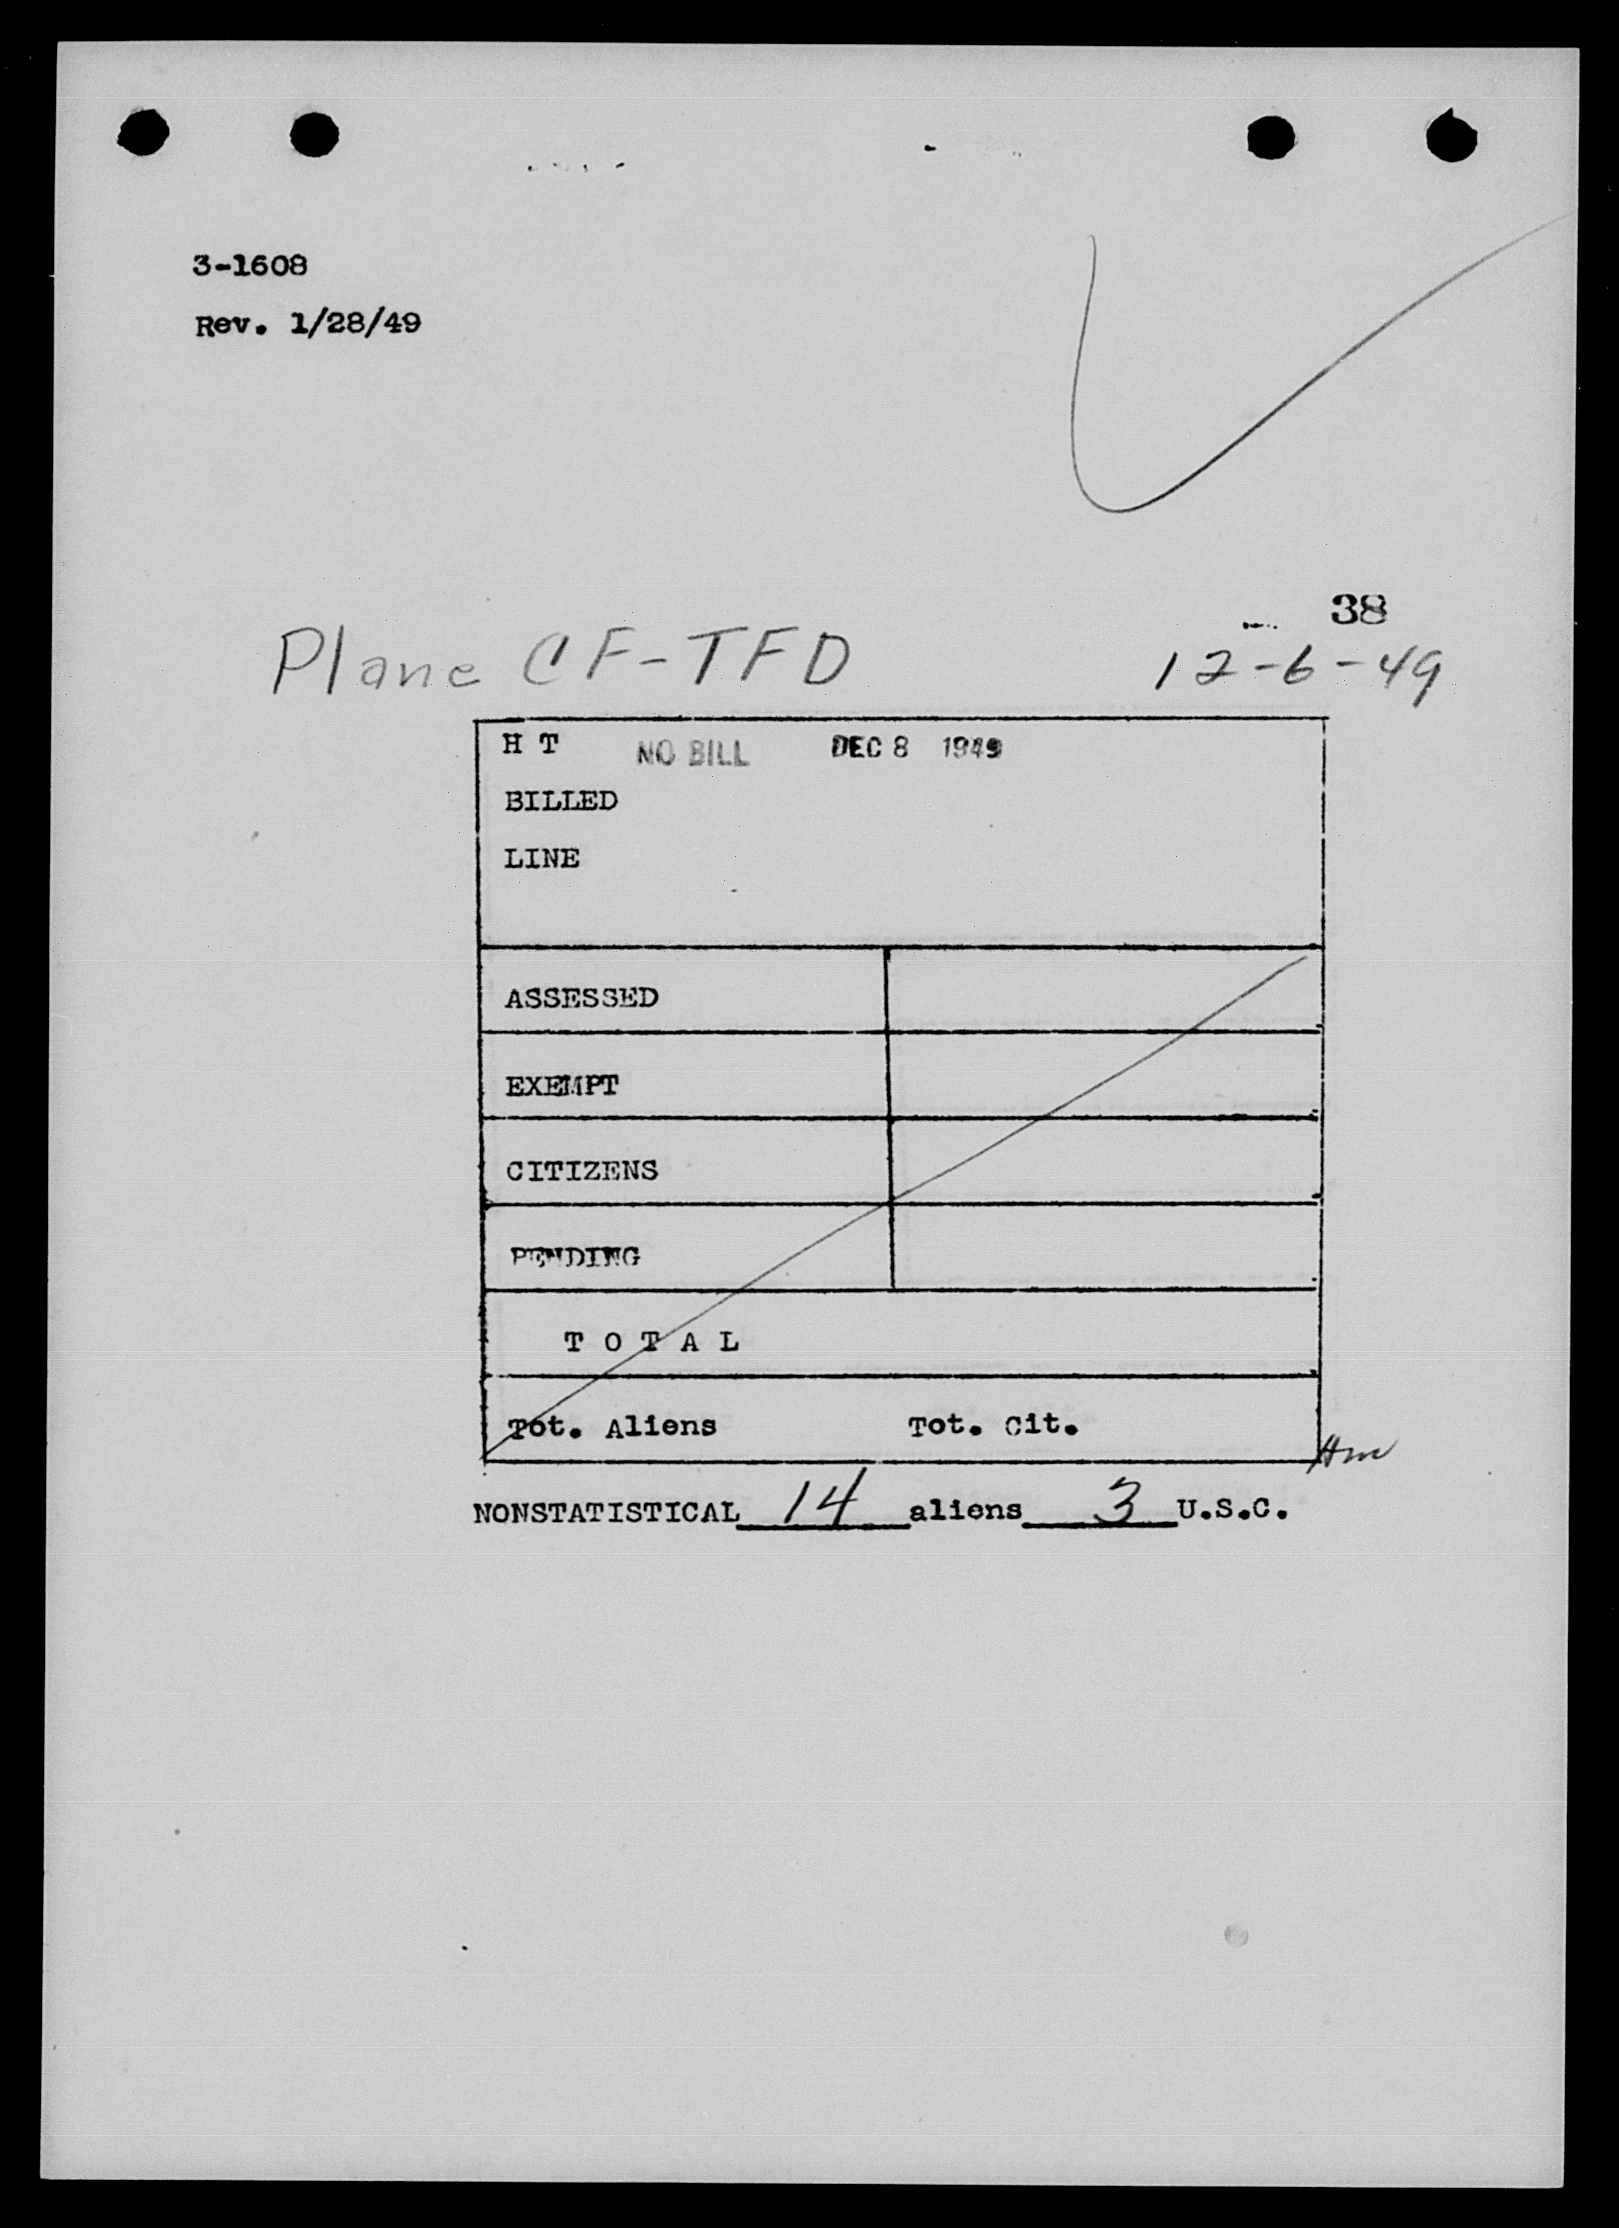 3-1608
Rev. 1/28/49
38
Plane CF-TFD 12-6-49
H T NO BILL DEC 8 1949
BILLED
LINE
ASSESSED
EXEMPT
CITIZENS
PENDING
T O T A L
Tot. Aliens Tot. Cit.
NONSTATISTICAL 14 aliens 3 U.S.C.